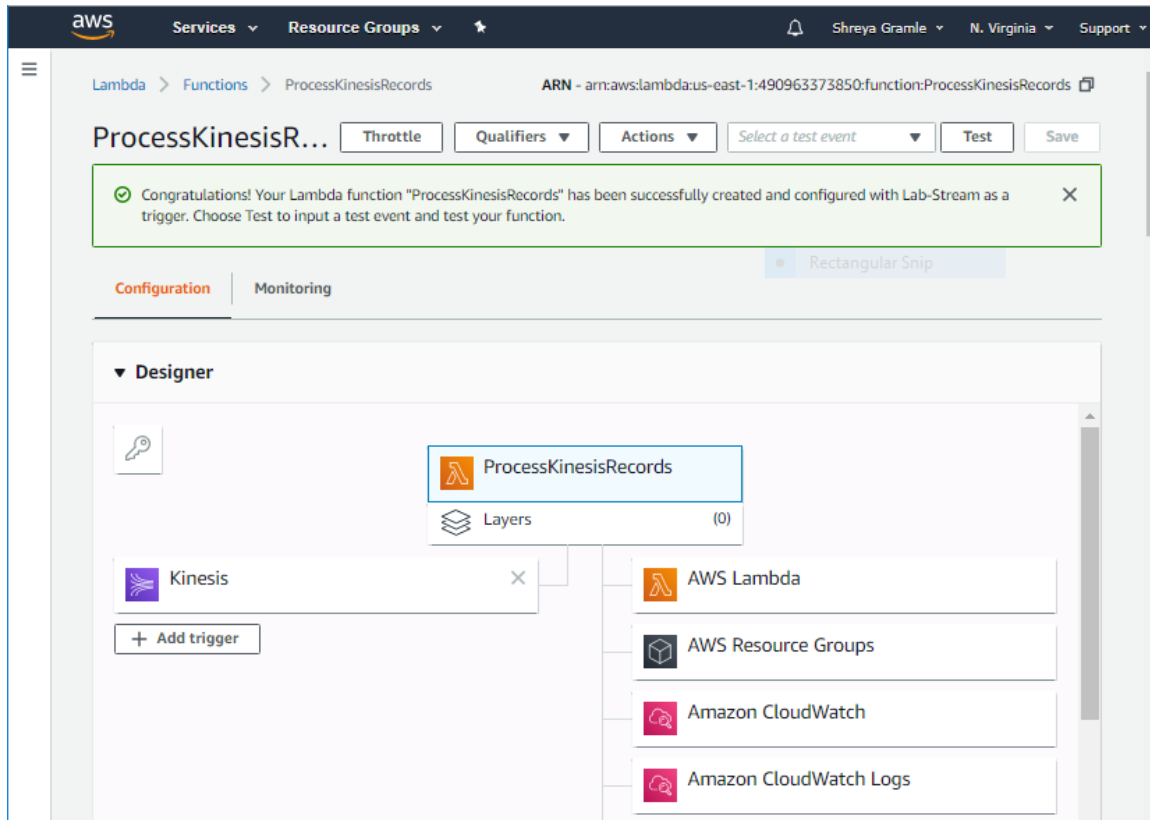 aws Services Resource Groups Shreya Gramle N. Virginia Support
Lambda Functions ProcessKinesisRecords ARN - arn:aws:lambda:us-east-1:490963373850:function:ProcessKinesisRecords
ProcessKinesisR... Throttle Qualifiers Actions Select a test event Test Save
Congratulations! Your Lambda function "ProcessKinesisRecords" has been successfully created and configured with Lab-Stream as a
trigger. Choose Test to input a test event and test your function.
Rectangular Snip
Configuration Monitoring
Designer
ProcessKinesisRecords
Layers (0)
Kinesis AWS Lambda
+ Add trigger AWS Resource Groups
Amazon CloudWatch
Amazon CloudWatch Logs